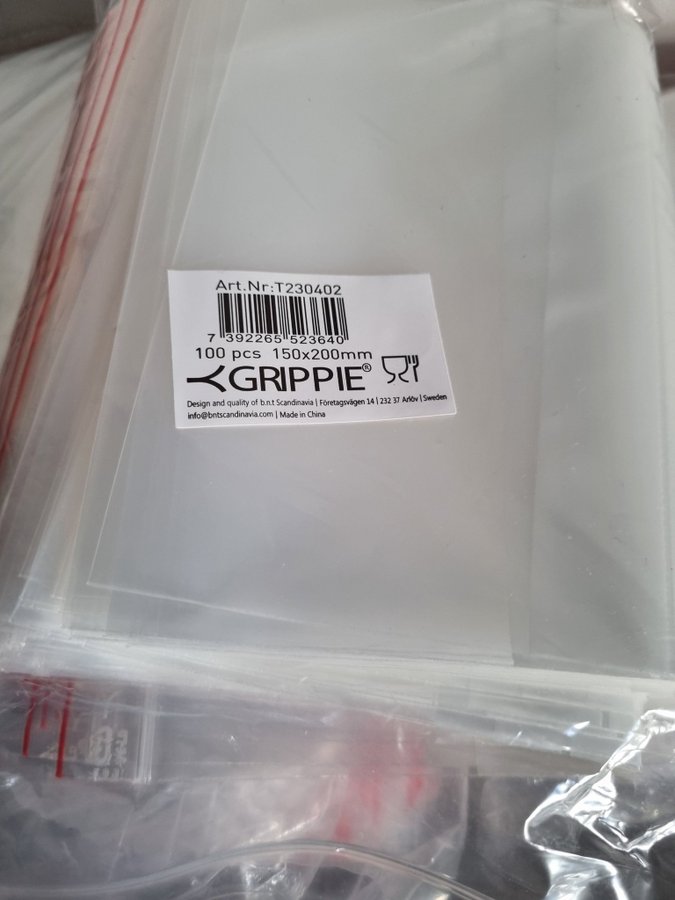 Art.Nr:T230402
7 392265 523640
100 pcs 150x200mm
GRIPPIE®
Design and quality of b.n.t Scandinavia | Företagsvägen 14 | 232 37 Arlöv | Sweden
info@bntscandinavia.com | Made in China